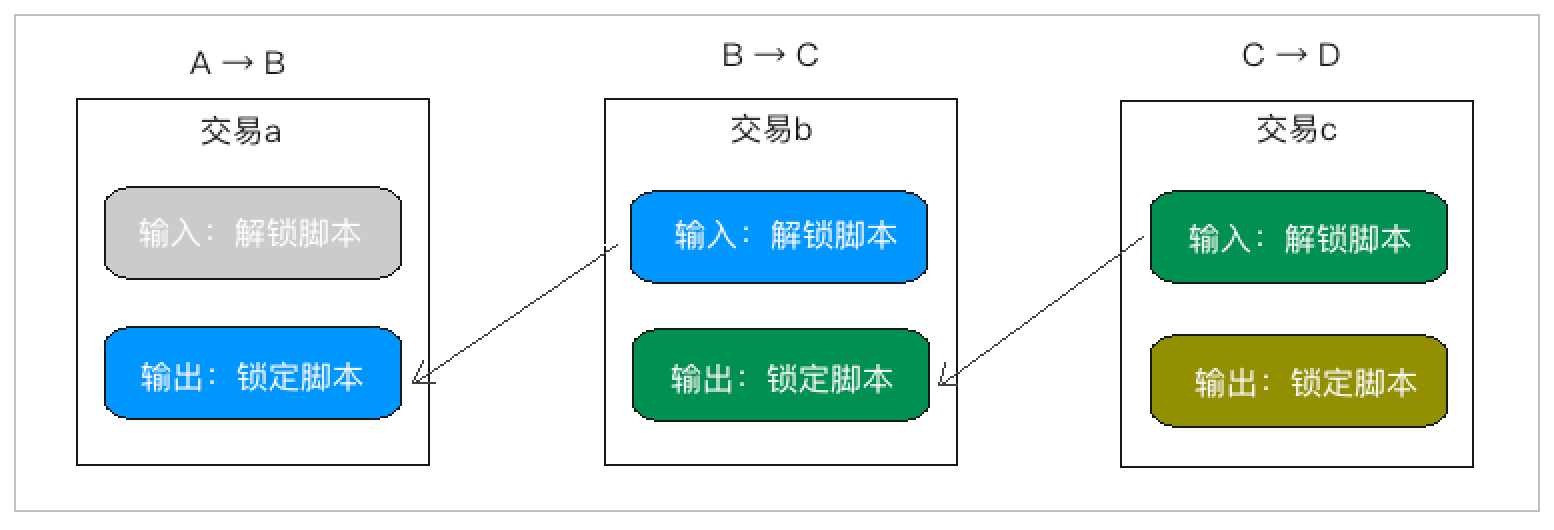 A → B
交易a
输入：解锁脚本
输出：锁定脚本
B → C
交易b
输入：解锁脚本
输出：锁定脚本
C → D
交易c
输入：解锁脚本
输出：锁定脚本